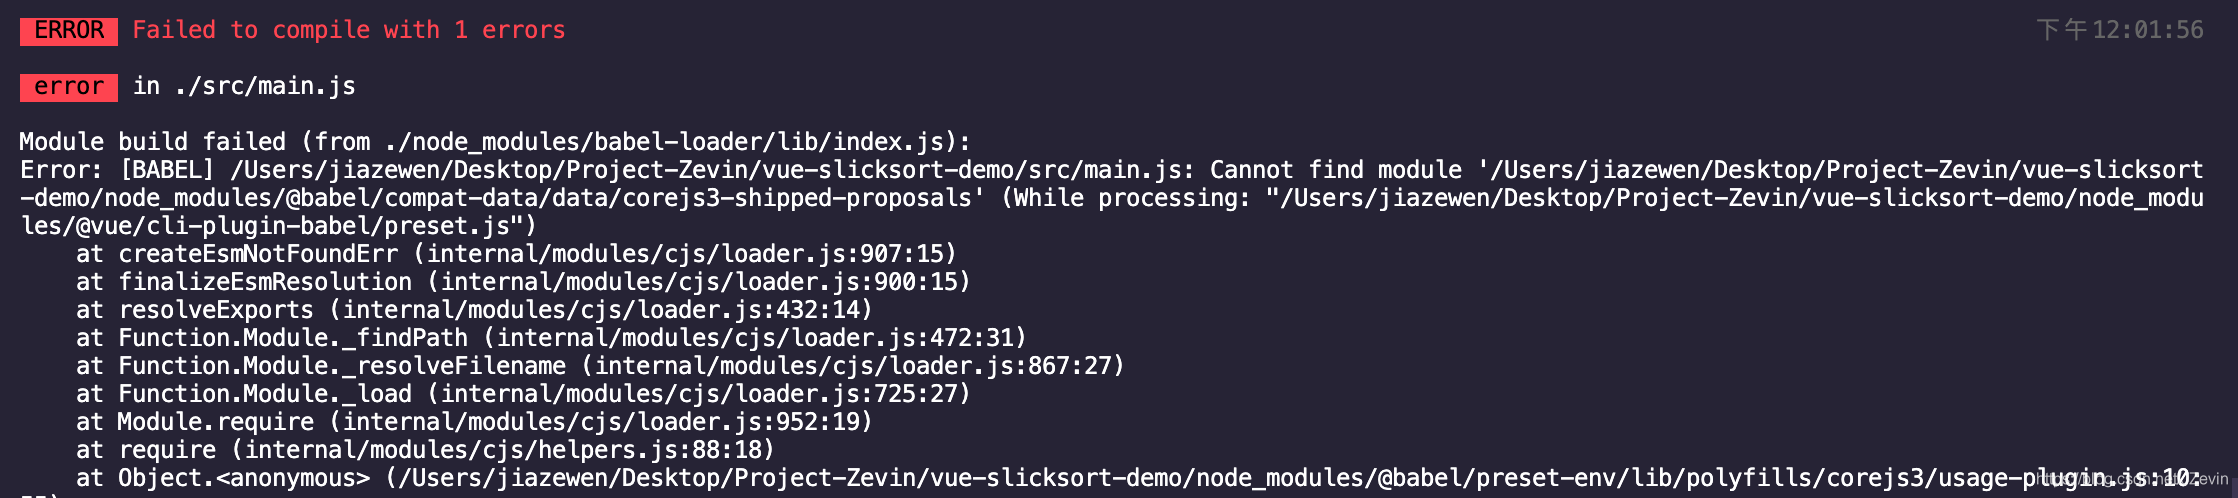 ERROR Failed to compile with 1 errors 下午12:01:56
error in ./src/main.js
Module build failed (from ./node_modules/babel-loader/lib/index.js):
Error: [BABEL] /Users/jiazewen/Desktop/Project-Zevin/vue-slicksort-demo/src/main.js: Cannot find module '/Users/jiazewen/Desktop/Project-Zevin/vue-slicksort
-demo/node_modules/@babel/compat-data/data/corejs3-shipped-proposals' (While processing: "/Users/jiazewen/Desktop/Project-Zevin/vue-slicksort-demo/node_modu
les/@vue/cli-plugin-babel/preset.js")
at createEsmNotFoundErr (internal/modules/cjs/loader.js:907:15)
at finalizeEsmResolution (internal/modules/cjs/loader.js:900:15)
at resolveExports (internal/modules/cjs/loader.js:432:14)
at Function.Module._findPath (internal/modules/cjs/loader.js:472:31)
at Function.Module._resolveFilename (internal/modules/cjs/loader.js:867:27)
at Function.Module._load (internal/modules/cjs/loader.js:725:27)
at Module.require (internal/modules/cjs/loader.js:952:19)
at require (internal/modules/cjs/helpers.js:88:18)
at Object.<anonymous> (/Users/jiazewen/Desktop/Project-Zevin/vue-slicksort-demo/node_modules/@babel/preset-env/lib/polyfills/corejs3/usage-plugin.js:10: